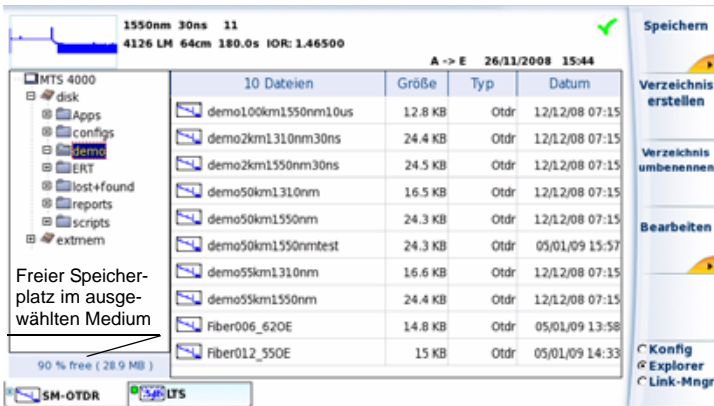 1550nm 30ns 11
4126 LM 64cm 180.0s IOR: 1.46500
A -> E 26/11/2008 15:44
MTS 4000
disk
Apps
configs
demo
ERT
lost+found
reports
scripts
extmem
Freier Speicher-
platz im ausge-
wählten Medium
90 % free ( 28.9 MB )
10 Dateien Größe Typ Datum
demo100km1550nm10us 12.8 KB Otdr 12/12/08 07:15
demo2km1310nm30ns 24.4 KB Otdr 12/12/08 07:15
demo2km1550nm30ns 24.5 KB Otdr 12/12/08 07:15
demo50km1310nm 16.5 KB Otdr 12/12/08 07:15
demo50km1550nm 24.3 KB Otdr 12/12/08 07:15
demo50km1550nmtest 24.3 KB Otdr 05/01/09 15:57
demo55km1310nm 16.6 KB Otdr 12/12/08 07:15
demo55km1550nm 24.4 KB Otdr 12/12/08 07:15
Fiber006_62OE 14.8 KB Otdr 05/01/09 13:58
Fiber012_55OE 15 KB Otdr 05/01/09 14:33
Speichern
Verzeichnis
erstellen
Verzeichnis
umbenennen
Bearbeiten
Konfig
Explorer
Link-Mngr
SM-OTDR LTS